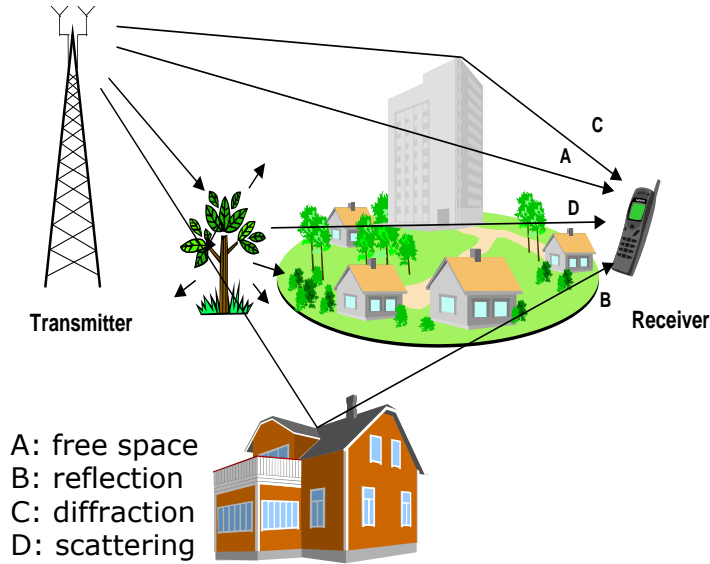 C
A
D
B
Transmitter
Receiver
A: free space
B: reflection
C: diffraction
D: scattering